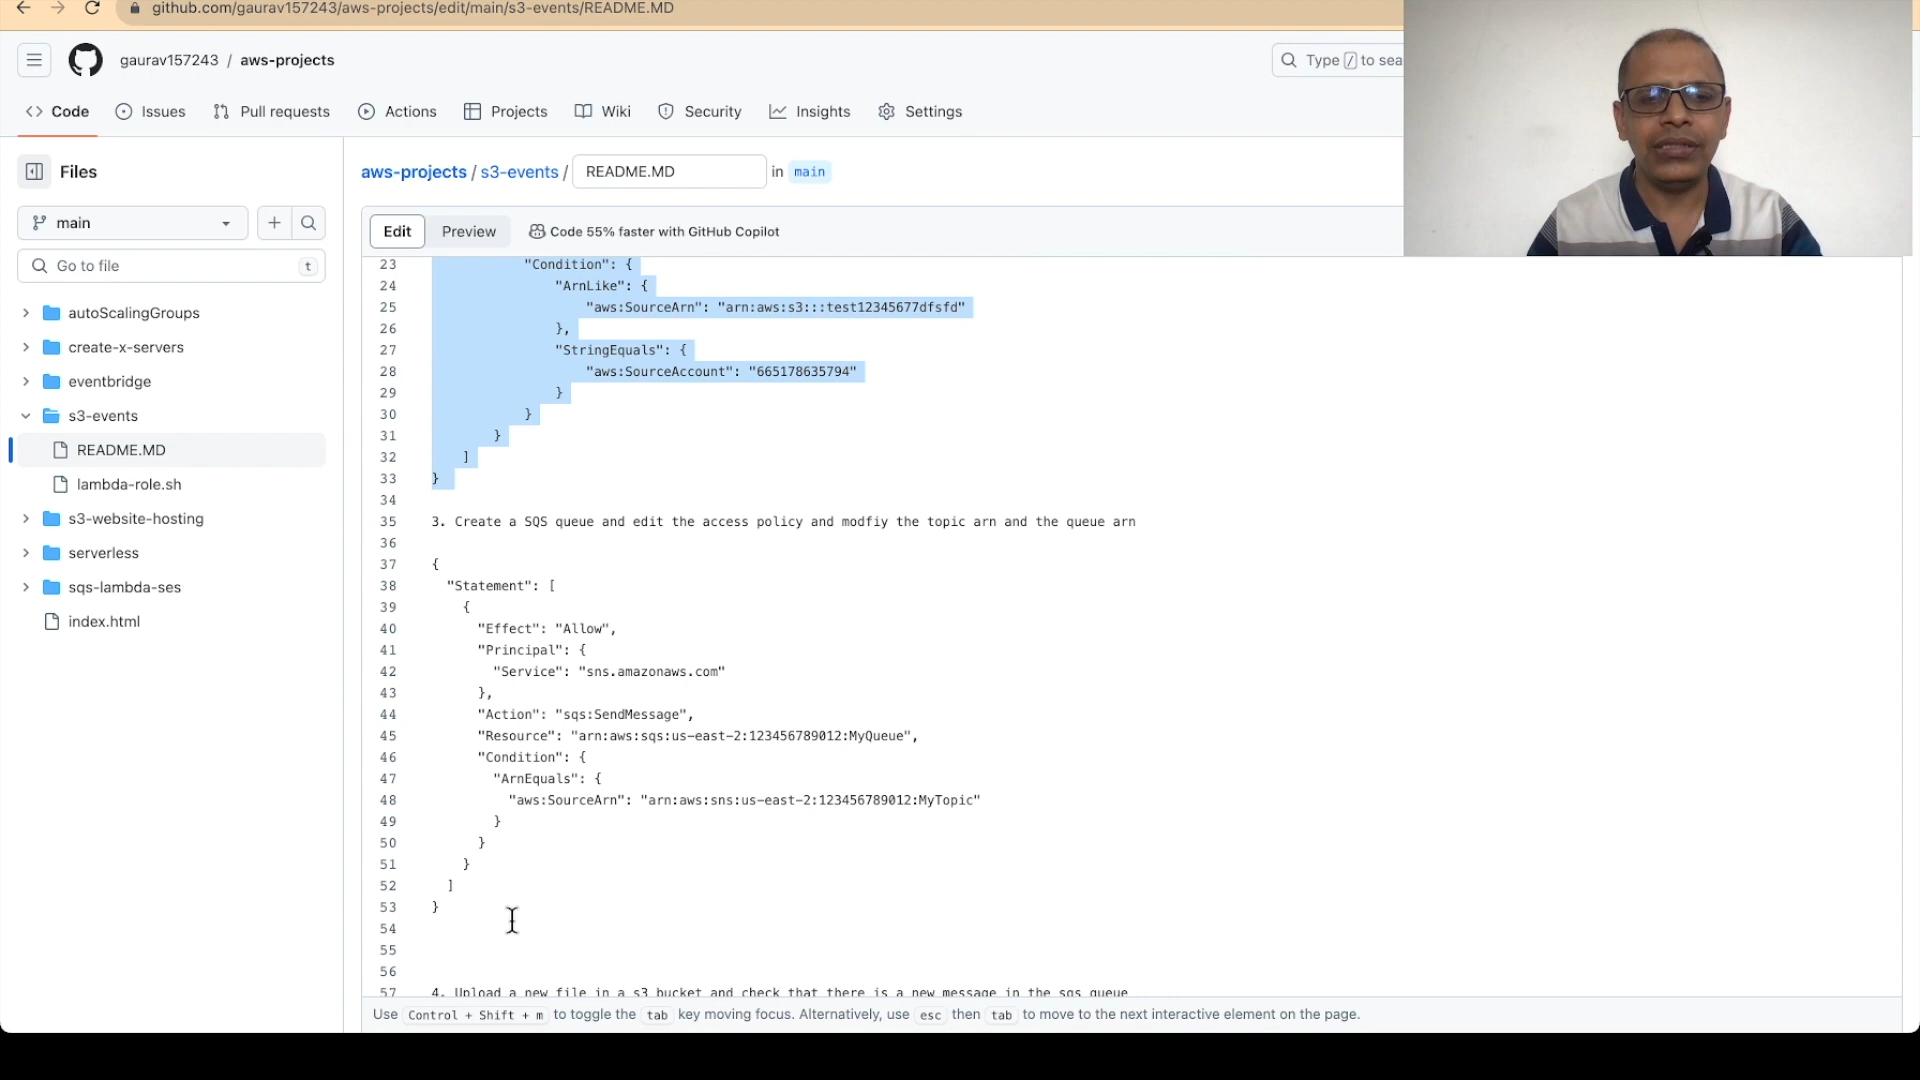 github.com/gaurav157243/aws-projects/edit/main/s3-events/README.MD
gaurav157243 / aws-projects
Type / to sea
Code
Issues
Pull requests
Actions
Projects
Wiki
Security
Insights
Settings
Files
aws-projects / s3-events / README.MD in main
main
Edit
Preview
Code 55% faster with GitHub Copilot
Go to file
t
autoScalingGroups
create-x-servers
eventbridge
s3-events
README.MD
lambda-role.sh
s3-website-hosting
serverless
sqs-lambda-ses
index.html
23 "Condition": {
24 "ArnLike": {
25 "aws:SourceArn": "arn:aws:s3:::test12345677dfsfd"
26 },
27 "StringEquals": {
28 "aws:SourceAccount": "665178635794"
29 }
30 }
31 }
32 ]
33 }
34
35 3. Create a SQS queue and edit the access policy and modfiy the topic arn and the queue arn
36
37 {
38 "Statement": [
39 {
40 "Effect": "Allow",
41 "Principal": {
42 "Service": "sns.amazonaws.com"
43 },
44 "Action": "sqs:SendMessage",
45 "Resource": "arn:aws:sqs:us-east-2:123456789012:MyQueue",
46 "Condition": {
47 "ArnEquals": {
48 "aws:SourceArn": "arn:aws:sns:us-east-2:123456789012:MyTopic"
49 }
50 }
51 }
52 ]
53 }
54
55
56
57 4. Upload a new file in a s3 bucket and check that there is a new message in the sqs queue
Use Control + Shift + m to toggle the tab key moving focus. Alternatively, use esc then tab to move to the next interactive element on the page.